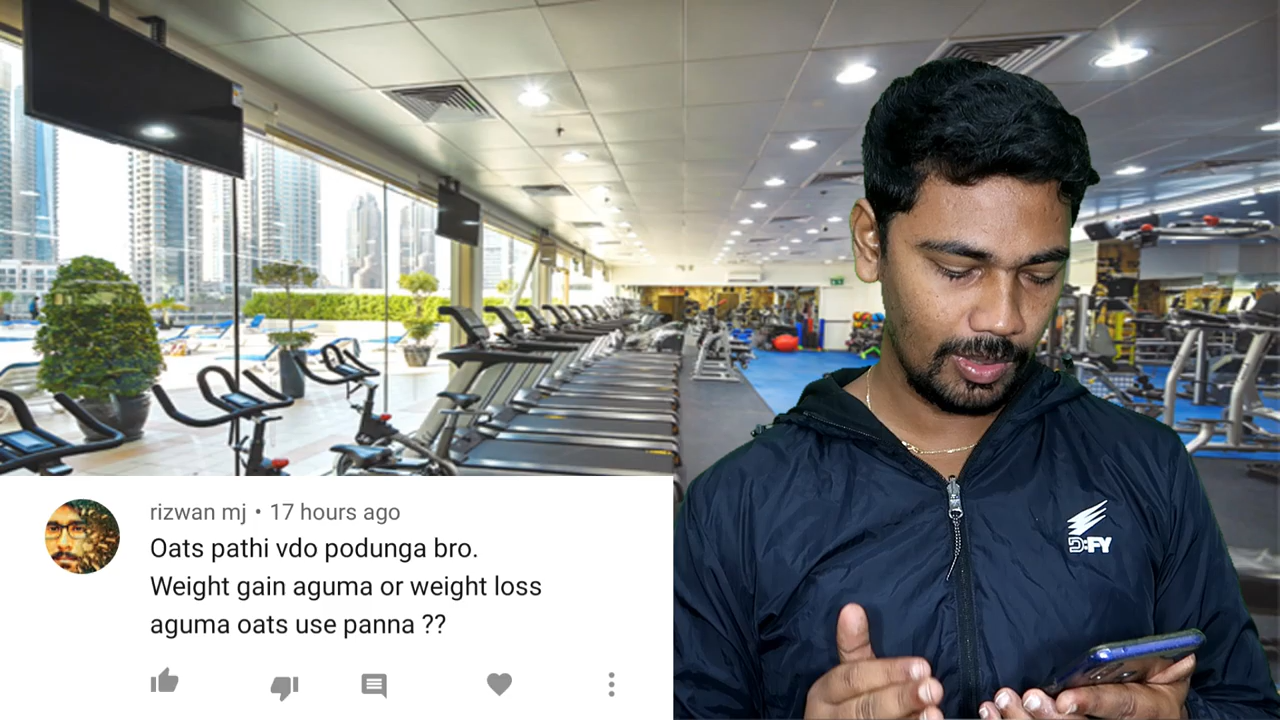 rizwan mj • 17 hours ago
Oats pathi vdo podunga bro.
Weight gain aguma or weight loss
aguma oats use panna ??
D:FY